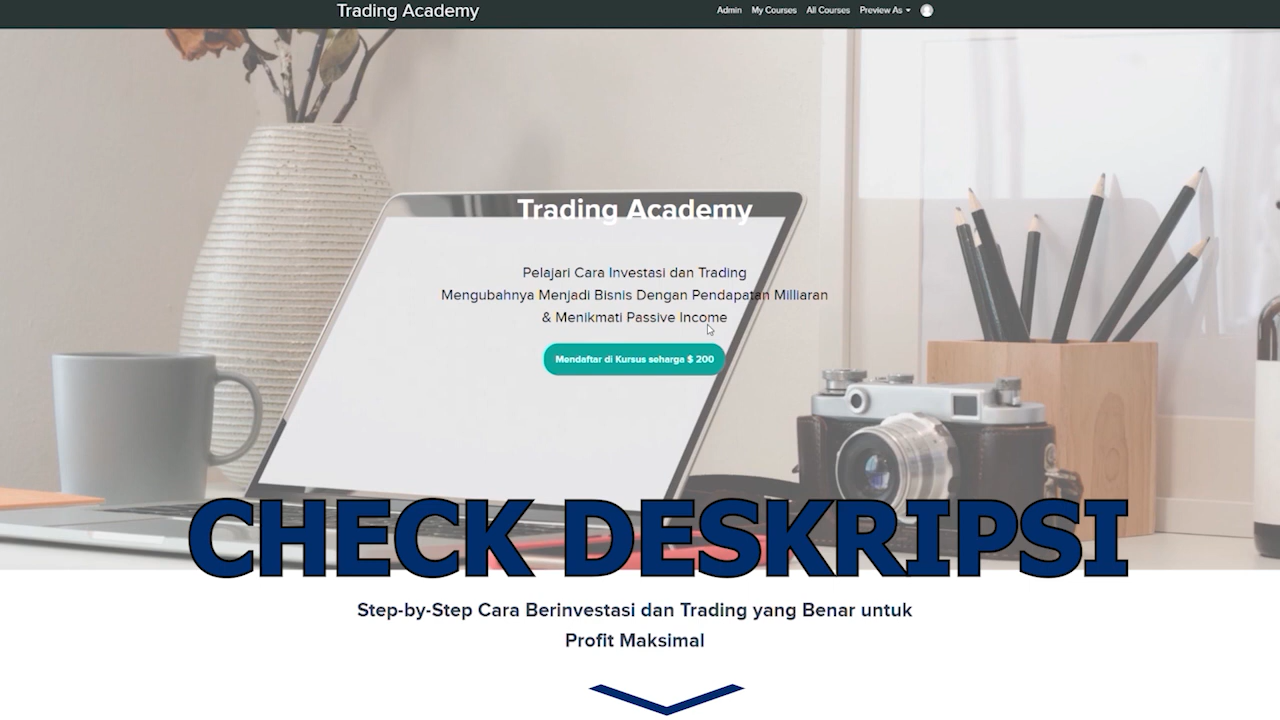 Trading Academy
Admin My Courses All Courses Preview As
Trading Academy
Pelajari Cara Investasi dan Trading
Mengubahnya Menjadi Bisnis Dengan Pendapatan Milliaran
& Menikmati Passive Income
Mendaftar di Kursus seharga $ 200
CHECK DESKRIPSI
Step-by-Step Cara Berinvestasi dan Trading yang Benar untuk
Profit Maksimal